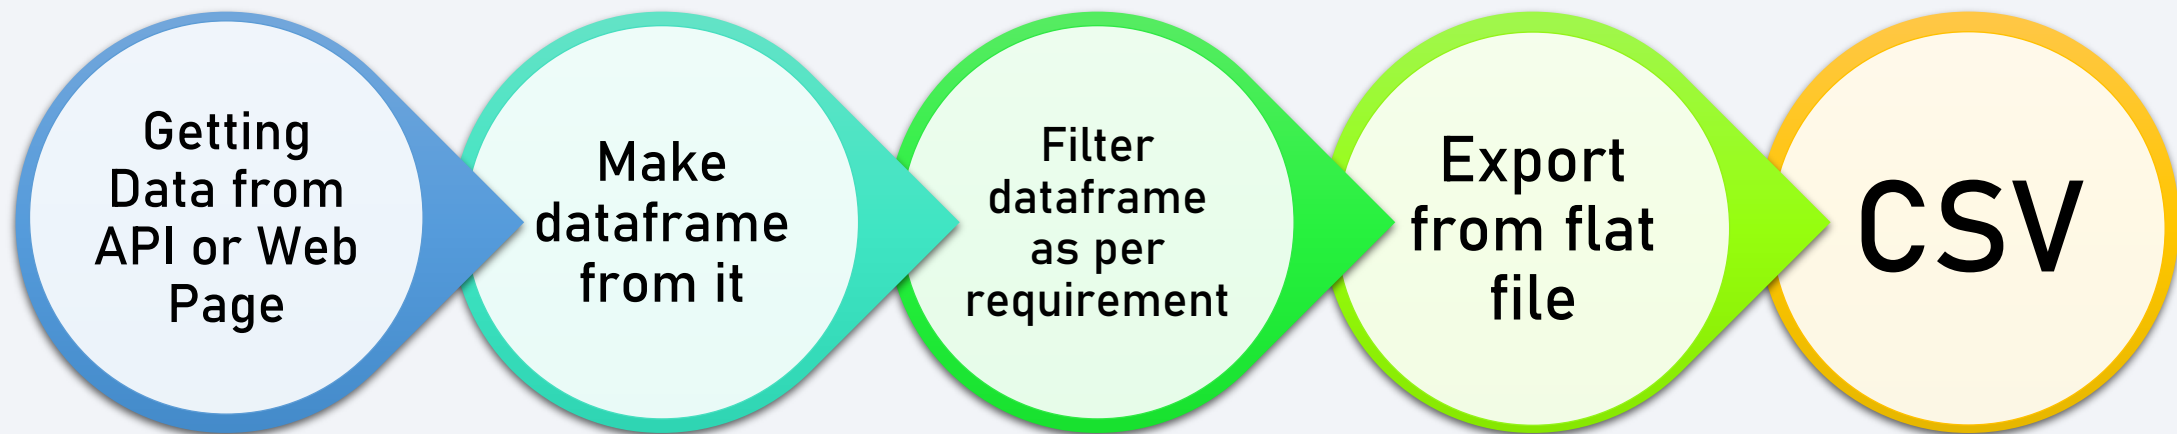 Getting
Data from
API or Web
Page
Make
dataframe
from it
Filter
dataframe
as per
requirement
Export
from flat
file
CSV